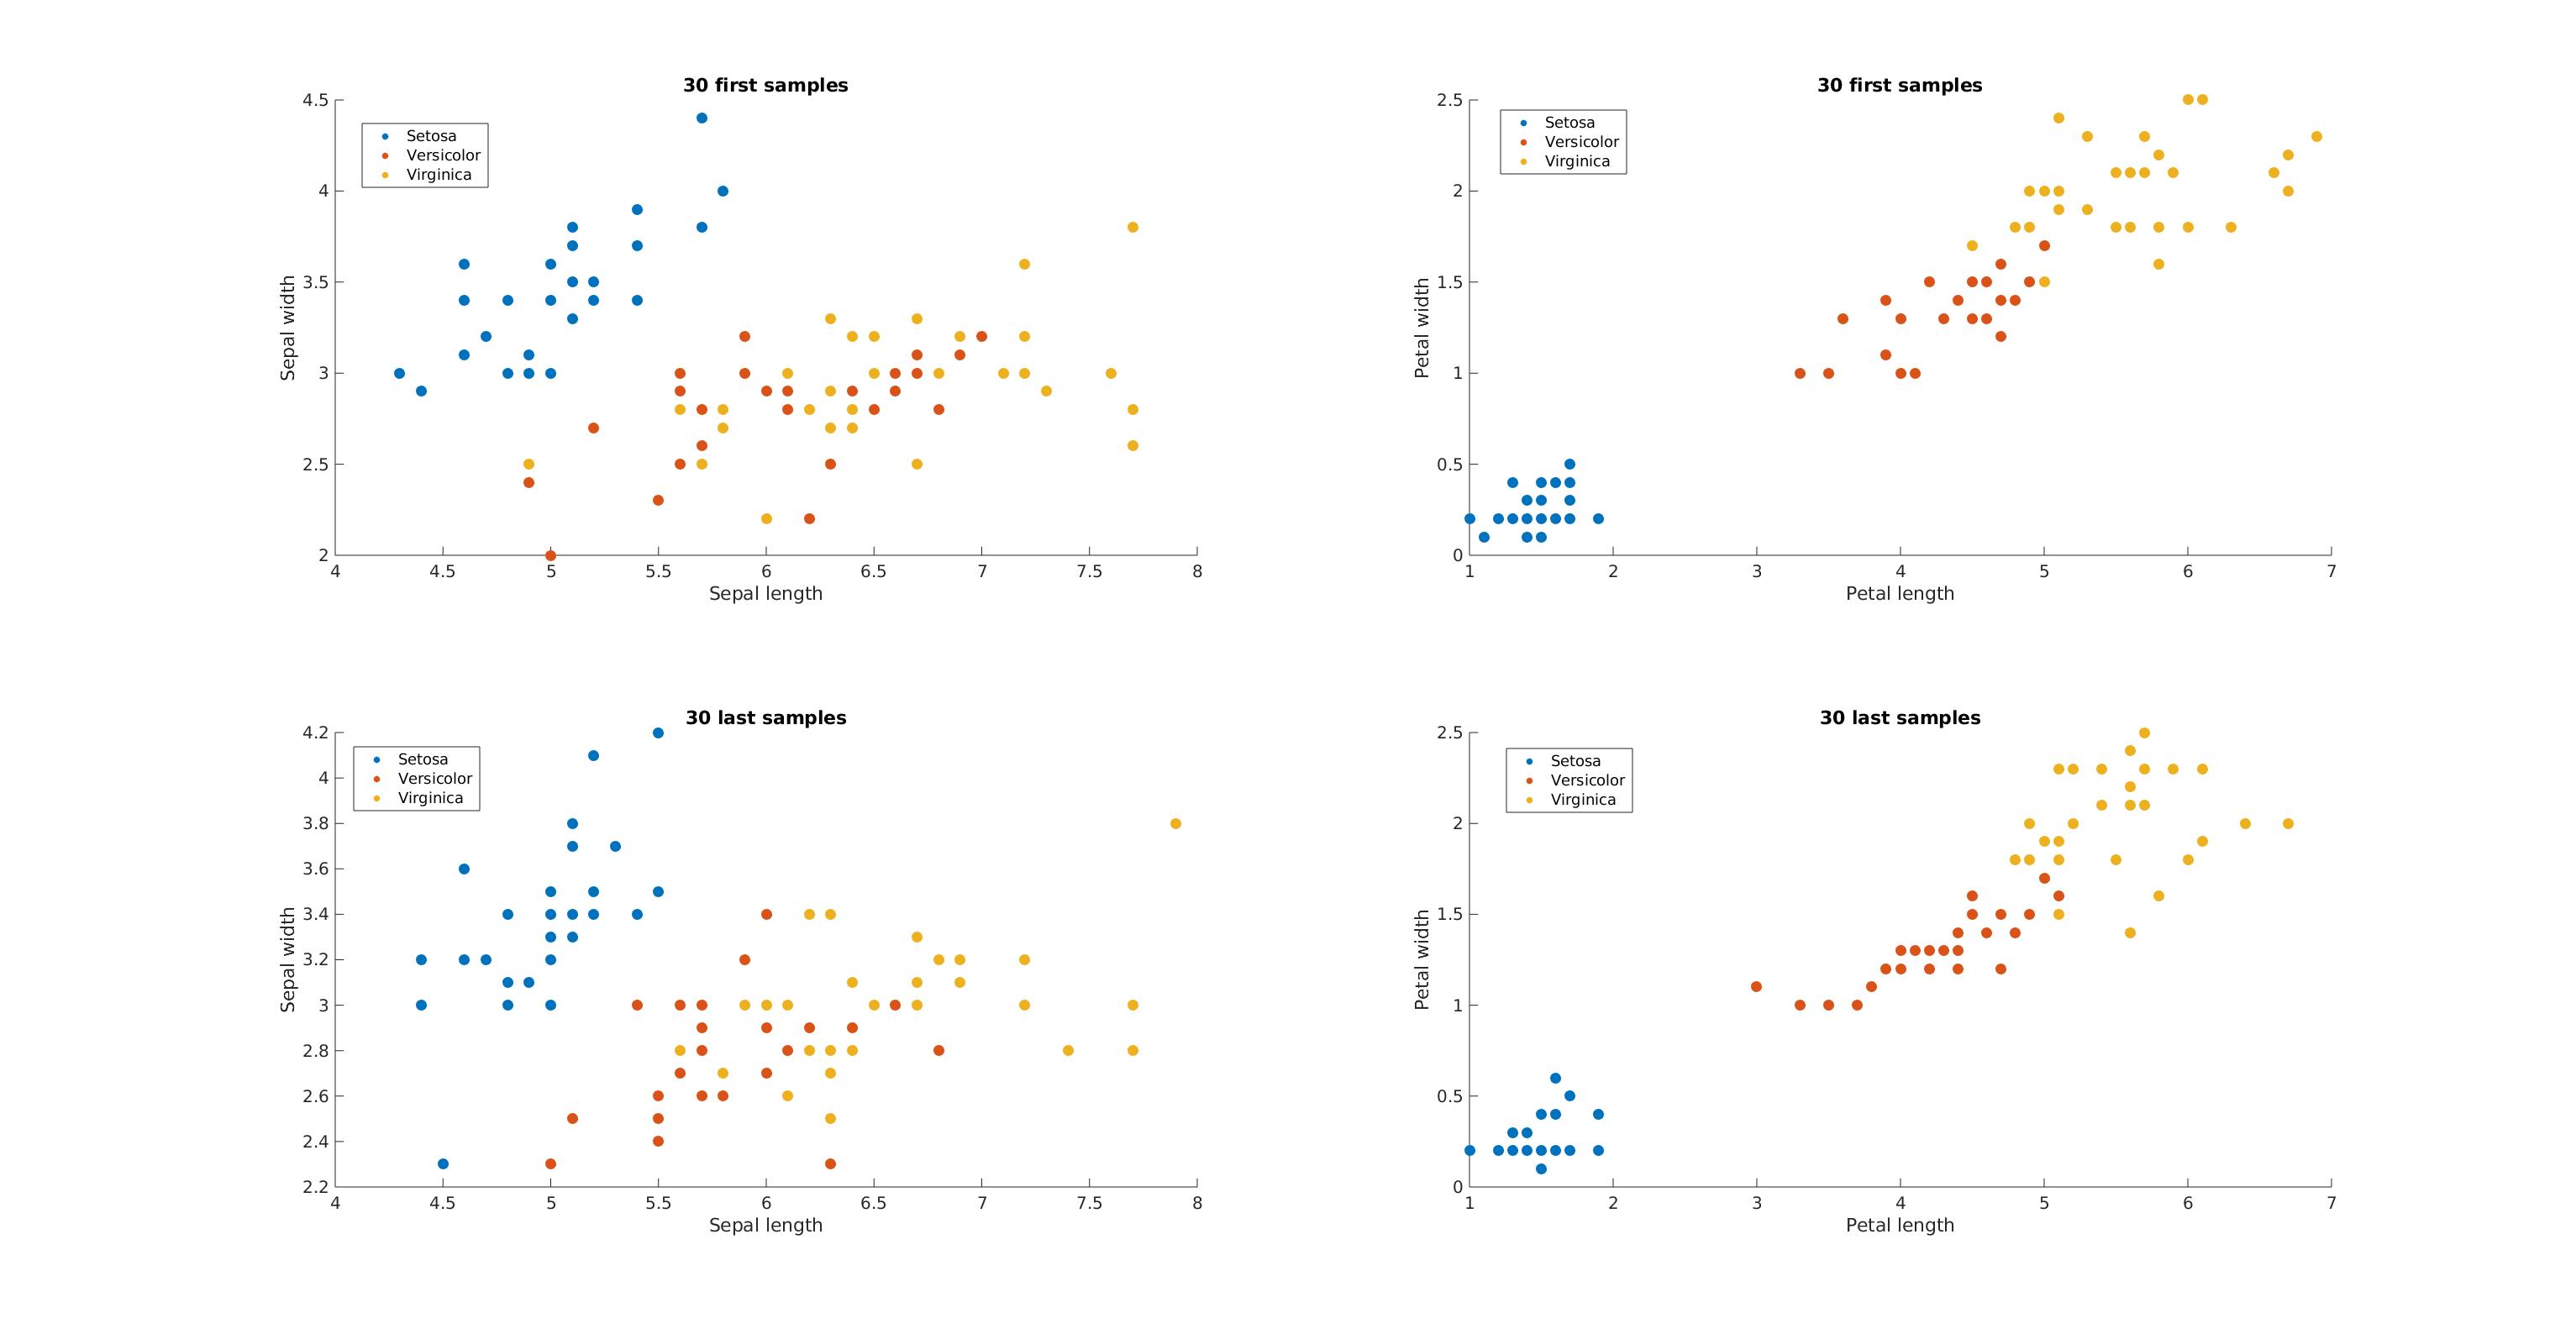 30 first samples
4.5
4
3.5
3
2.5
2
Sepal width
Setosa
Versicolor
Virginica
4 4.5 5 5.5 6 6.5 7 7.5 8
Sepal length
30 first samples
2.5
2
1.5
1
0.5
0
Petal width
Setosa
Versicolor
Virginica
1 2 3 4 5 6 7
Petal length
30 last samples
4.2
4
3.8
3.6
3.4
3.2
3
2.8
2.6
2.4
2.2
Sepal width
Setosa
Versicolor
Virginica
4 4.5 5 5.5 6 6.5 7 7.5 8
Sepal length
30 last samples
2.5
2
1.5
1
0.5
0
Petal width
Setosa
Versicolor
Virginica
1 2 3 4 5 6 7
Petal length